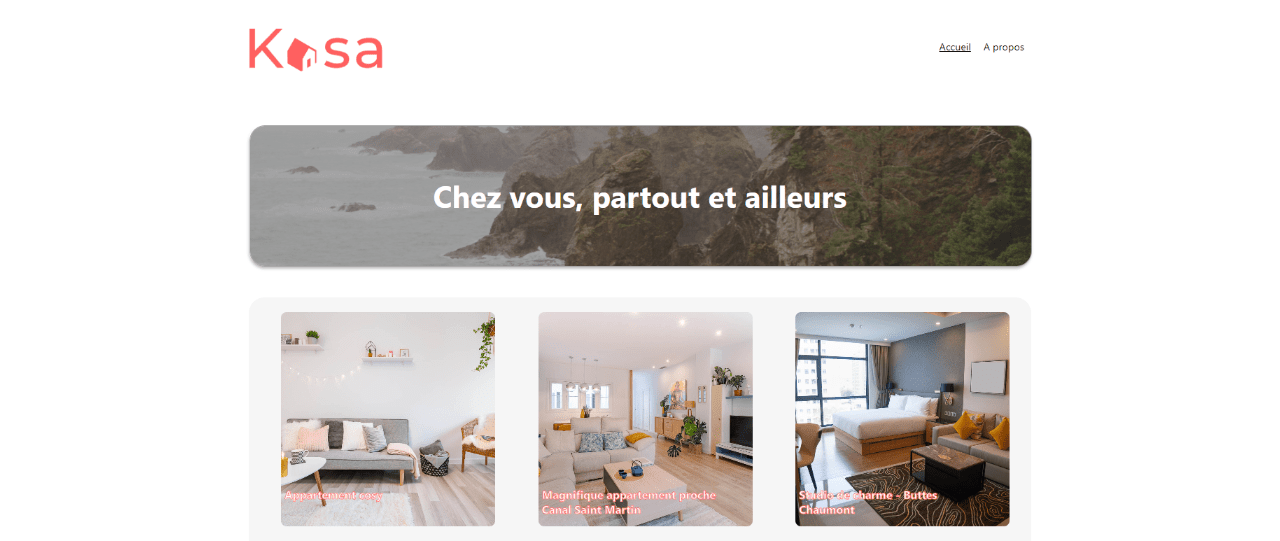 Kasa
Accueil
A propos
Chez vous, partout et ailleurs
Appartement cosy
Magnifique appartement proche
Canal Saint Martin
Studio de charme - Buttes
Chaumont